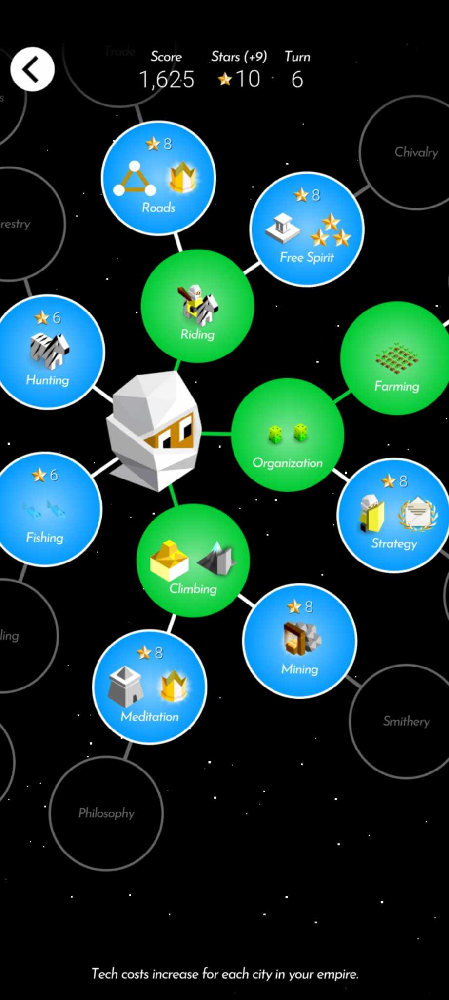 Trade
Score
Stars (+9)
Turn
1,625
10
6
s
8
Roads
Chivalry
8
Free Spirit
restry
Riding
6
Hunting
Farming
Organization
6
Fishing
8
Strategy
Climbing
8
Mining
ling
8
Meditation
Smithery
Philosophy
Tech costs increase for each city in your empire.